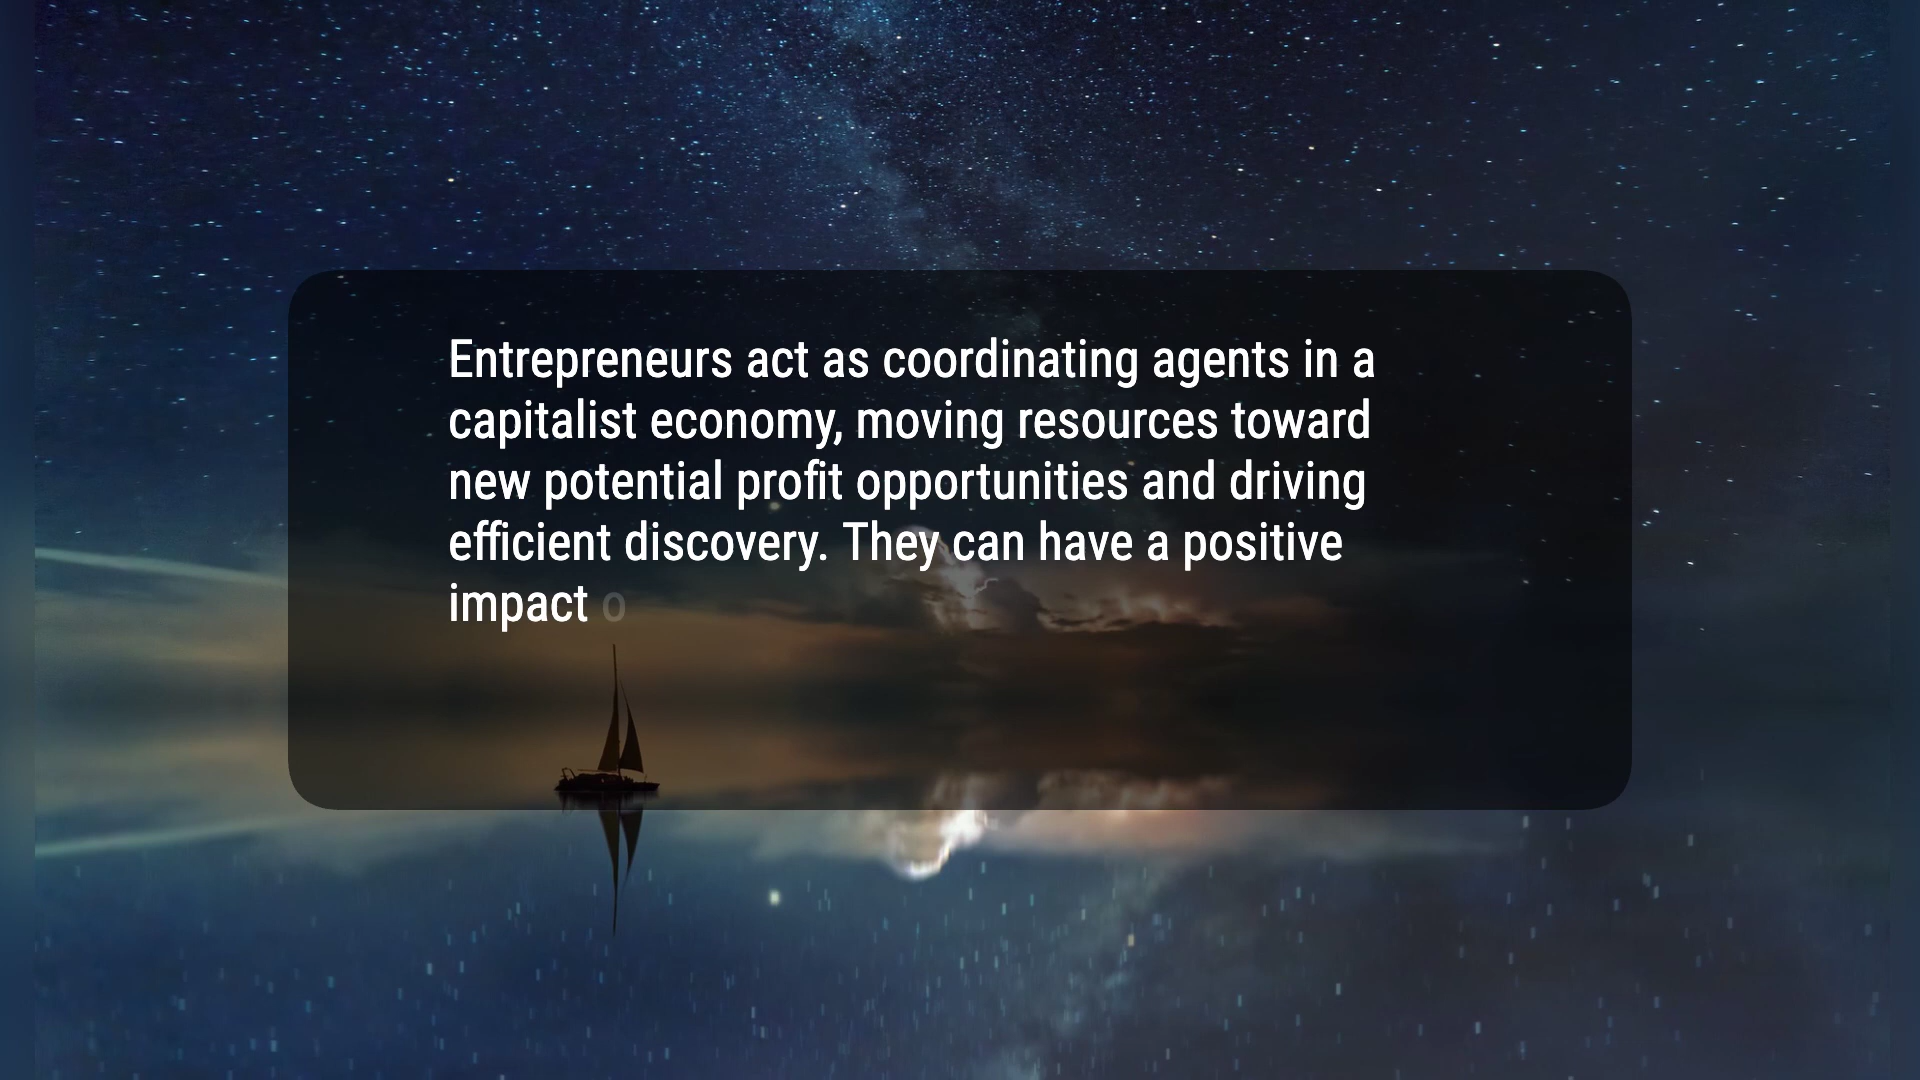 Entrepreneurs act as coordinating agents in a
capitalist economy, moving resources toward
new potential profit opportunities and driving
efficient discovery. They can have a positive
impact o